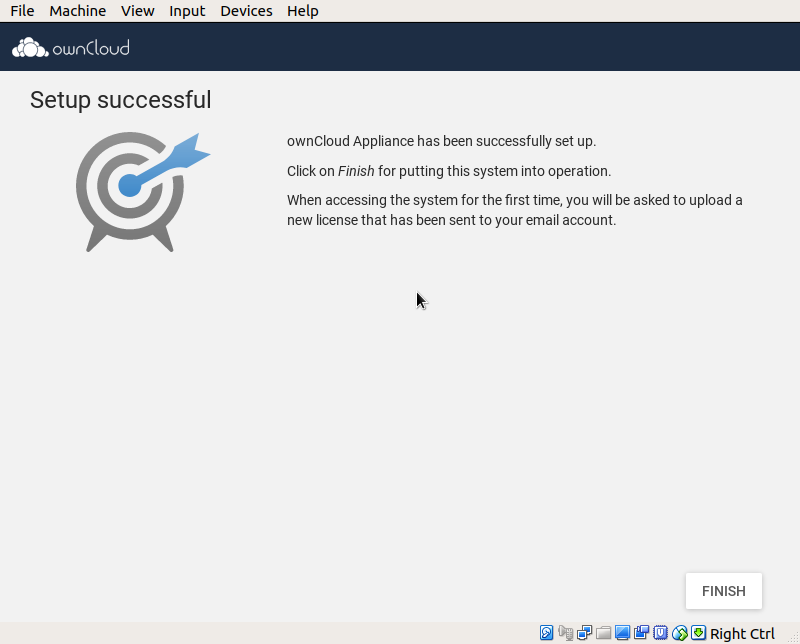 File Machine View Input Devices Help
ownCloud
Setup successful
ownCloud Appliance has been successfully set up.
Click on Finish for putting this system into operation.
When accessing the system for the first time, you will be asked to upload a
new license that has been sent to your email account.
FINISH
Right Ctrl